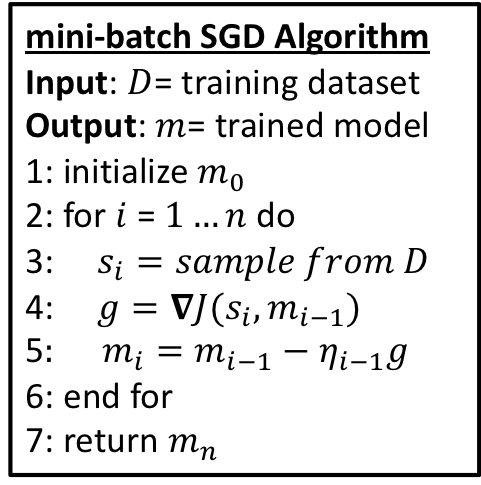 mini-batch SGD Algorithm
Input: D= training dataset
Output: m= trained model
1: initialize m₀
2: for i = 1 ... n do
3: sᵢ = sample from D
4: g = ∇J(sᵢ, mᵢ₋₁)
5: mᵢ = mᵢ₋₁ − ηᵢ₋₁g
6: end for
7: return mₙ